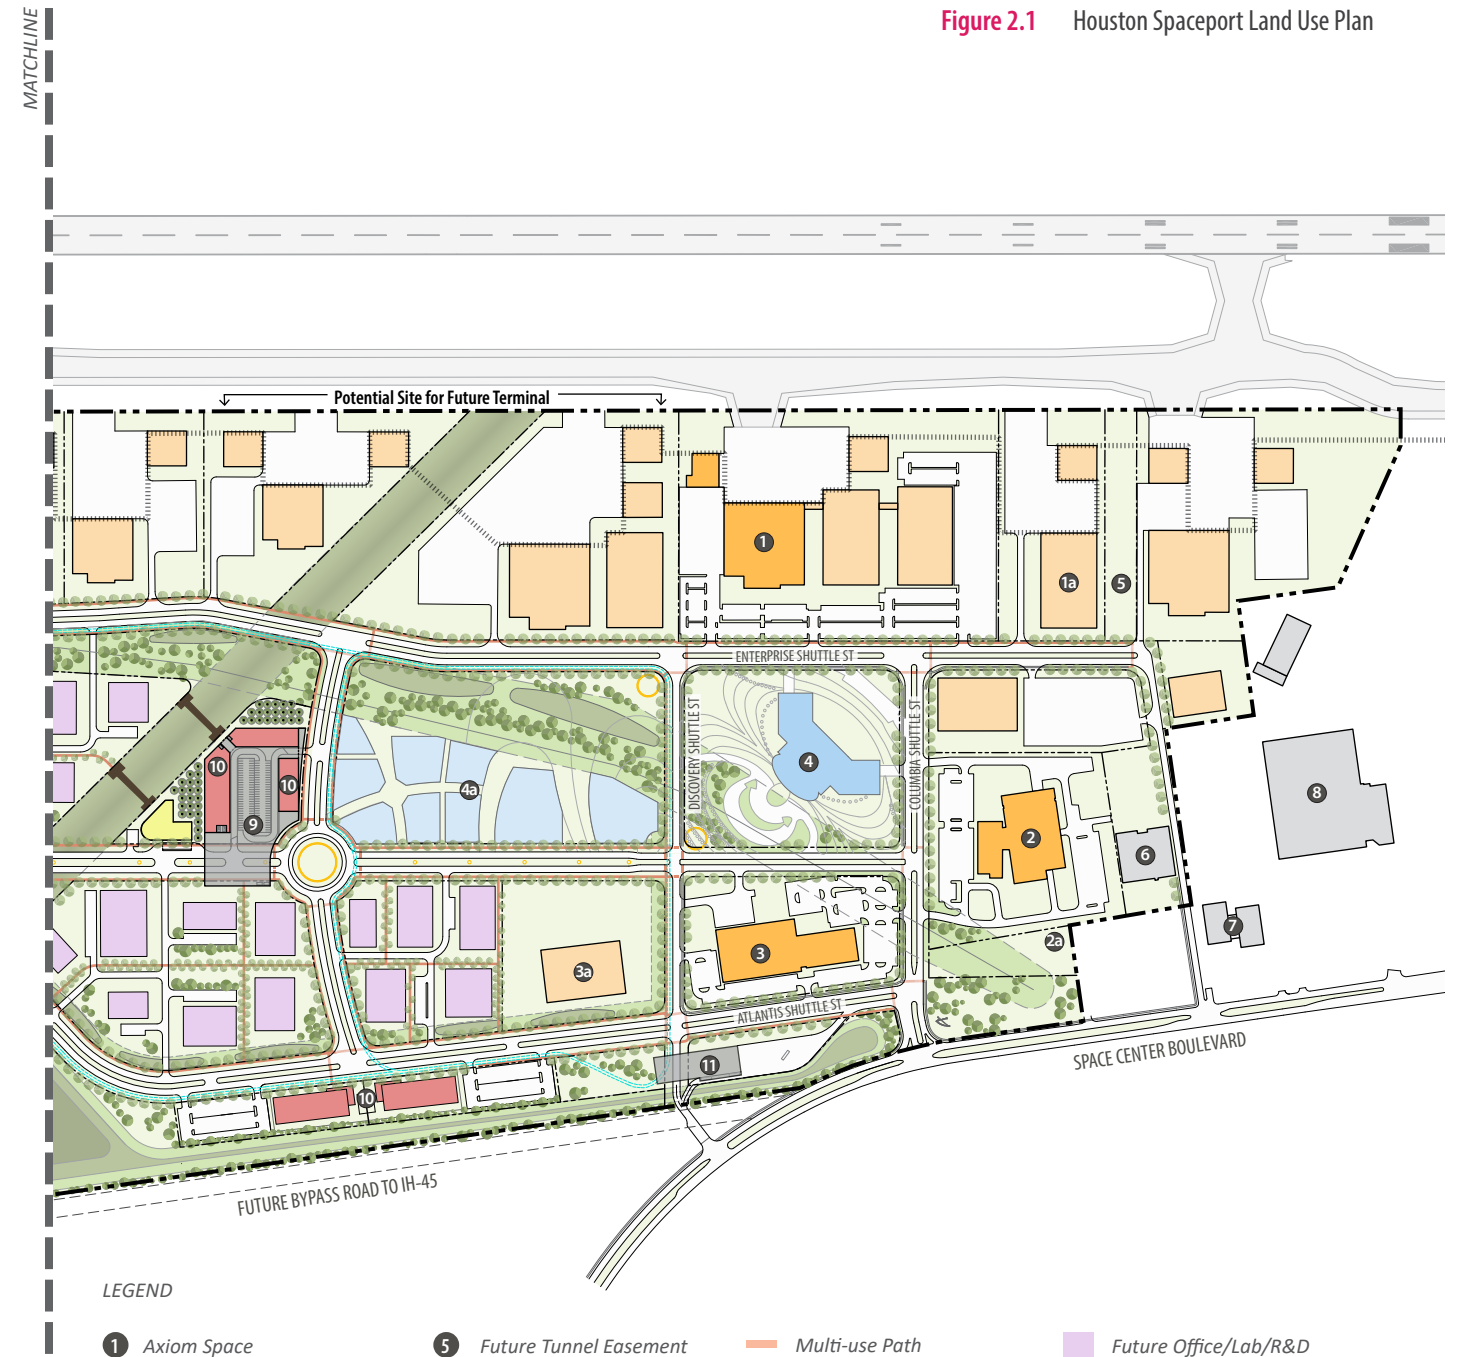 MATCHLINE
Figure 2.1 Houston Spaceport Land Use Plan
Potential Site for Future Terminal
1
1a
5
ENTERPRISE SHUTTLE ST
DISCOVERY SHUTTLE ST
COLUMBIA SHUTTLE ST
10
10
4a
4
9
2
6
8
7
3
3a
2a
ATLANTIS SHUTTLE ST
11
10
SPACE CENTER BOULEVARD
FUTURE BYPASS ROAD TO IH-45
LEGEND
1 Axiom Space 5 Future Tunnel Easement Multi-use Path Future Office/Lab/R&D